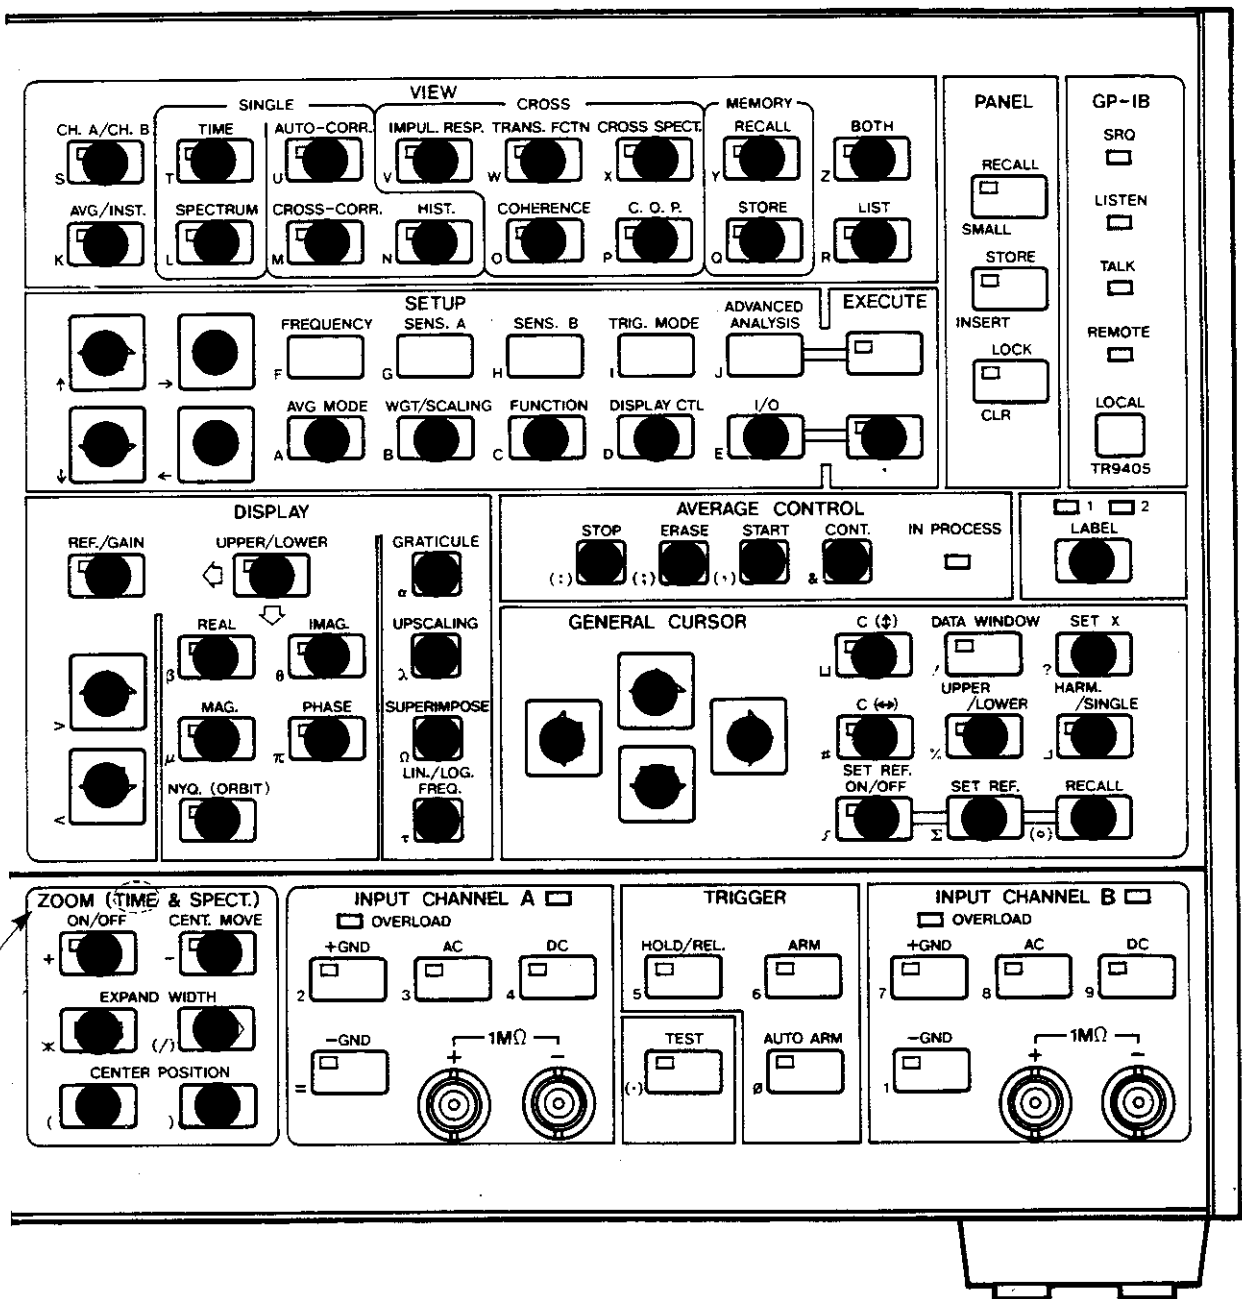 VIEW
SINGLE
CROSS
MEMORY
CH. A/CH. B
TIME
AUTO-CORR.
IMPUL. RESP.
TRANS. FCTN
CROSS SPECT.
RECALL
BOTH
S
T
U
V
W
X
Y
Z
AVG/INST.
SPECTRUM
CROSS-CORR.
HIST.
COHERENCE
C. O. P.
STORE
LIST
K
L
M
N
O
P
Q
R
PANEL
RECALL
SMALL
STORE
INSERT
LOCK
CLR
GP-IB
SRQ
LISTEN
TALK
REMOTE
LOCAL
TR9405
SETUP
FREQUENCY
SENS. A
SENS. B
TRIG. MODE
ADVANCED
ANALYSIS
EXECUTE
↑
→
F
G
H
I
J
AVG MODE
WGT/SCALING
FUNCTION
DISPLAY CTL
I/O
↓
←
A
B
C
D
E
DISPLAY
REF./GAIN
UPPER/LOWER
GRATICULE
α
REAL
IMAG.
UPSCALING
β
θ
λ
>
MAG.
PHASE
SUPERIMPOSE
μ
π
Ω
NYQ. (ORBIT)
LIN./LOG.
FREQ.
<
τ
AVERAGE CONTROL
STOP
ERASE
START
CONT.
IN PROCESS
(:)
(;)
(,)
&
1
2
LABEL
GENERAL CURSOR
C (↕)
DATA WINDOW
SET X
⊔
′
?
C (↔)
UPPER
/LOWER
HARM.
/SINGLE
#
%
⌟
SET REF.
ON/OFF
SET REF.
RECALL
∫
Σ
(o)
ZOOM (TIME & SPECT.)
ON/OFF
CENT. MOVE
+
−
EXPAND WIDTH
*
(/)
CENTER POSITION
(
)
INPUT CHANNEL A
OVERLOAD
+GND
AC
DC
2
3
4
−GND
=
1MΩ
+
−
TRIGGER
HOLD/REL.
ARM
5
6
TEST
AUTO ARM
(·)
Ø
INPUT CHANNEL B
OVERLOAD
+GND
AC
DC
7
8
9
−GND
1
1MΩ
+
−